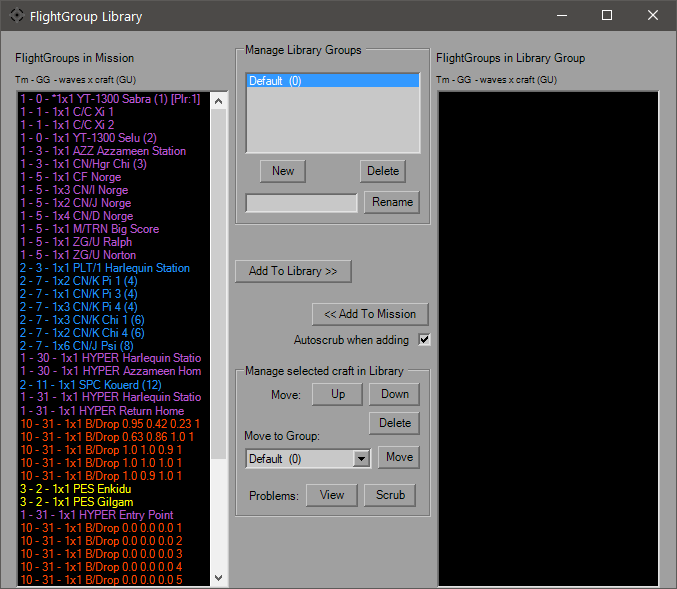 FlightGroup Library
FlightGroups in Mission
Tm - GG - waves x craft (GU)
1 - 0 - *1x1 YT-1300 Sabra (1) [Plr:1]
1 - 1 - 1x1 C/C Xi 1
1 - 1 - 1x1 C/C Xi 2
1 - 0 - 1x1 YT-1300 Selu (2)
1 - 3 - 1x1 AZZ Azzameen Station
1 - 3 - 1x1 CN/Hgr Chi (3)
1 - 5 - 1x1 CF Norge
1 - 5 - 1x3 CN/I Norge
1 - 5 - 1x2 CN/J Norge
1 - 5 - 1x4 CN/D Norge
1 - 5 - 1x1 M/TRN Big Score
1 - 5 - 1x1 ZG/U Ralph
1 - 5 - 1x1 ZG/U Norton
2 - 3 - 1x1 PLT/1 Harlequin Station
2 - 7 - 1x2 CN/K Pi 1 (4)
2 - 7 - 1x1 CN/K Pi 3 (4)
2 - 7 - 1x3 CN/K Pi 4 (4)
2 - 7 - 1x3 CN/K Chi 1 (6)
2 - 7 - 1x2 CN/K Chi 4 (6)
2 - 7 - 1x6 CN/J Psi (8)
1 - 30 - 1x1 HYPER Harlequin Statio
1 - 30 - 1x1 HYPER Azzameen Hom
2 - 11 - 1x1 SPC Kouerd (12)
1 - 31 - 1x1 HYPER Harlequin Statio
1 - 31 - 1x1 HYPER Return Home
10 - 31 - 1x1 B/Drop 0.95 0.42 0.23 1
10 - 31 - 1x1 B/Drop 0.63 0.86 1.0 1
10 - 31 - 1x1 B/Drop 1.0 1.0 0.9 1
10 - 31 - 1x1 B/Drop 1.0 1.0 1.0 1
10 - 31 - 1x1 B/Drop 1.0 0.9 1.0 1
3 - 2 - 1x1 PES Enkidu
3 - 2 - 1x1 PES Gilgam
1 - 31 - 1x1 HYPER Entry Point
10 - 31 - 1x1 B/Drop 0.0 0.0 0.0 1
10 - 31 - 1x1 B/Drop 0.0 0.0 0.0 2
10 - 31 - 1x1 B/Drop 0.0 0.0 0.0 3
10 - 31 - 1x1 B/Drop 0.0 0.0 0.0 4
10 - 31 - 1x1 B/Drop 0.0 0.0 0.0 5
Manage Library Groups
Default (0)
New
Delete
Rename
Add To Library >>
<< Add To Mission
Autoscrub when adding
Manage selected craft in Library
Move:
Up
Down
Delete
Move to Group:
Default (0)
Move
Problems:
View
Scrub
FlightGroups in Library Group
Tm - GG - waves x craft (GU)